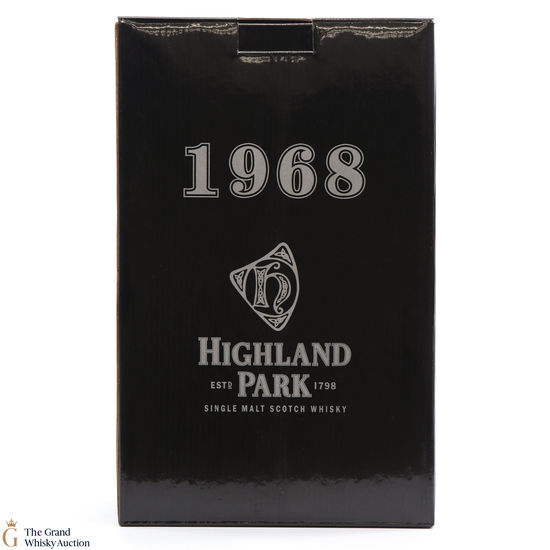 1968
HIGHLAND
ESTD PARK 1798
SINGLE MALT SCOTCH WHISKY
G
The Grand
Whisky Auction